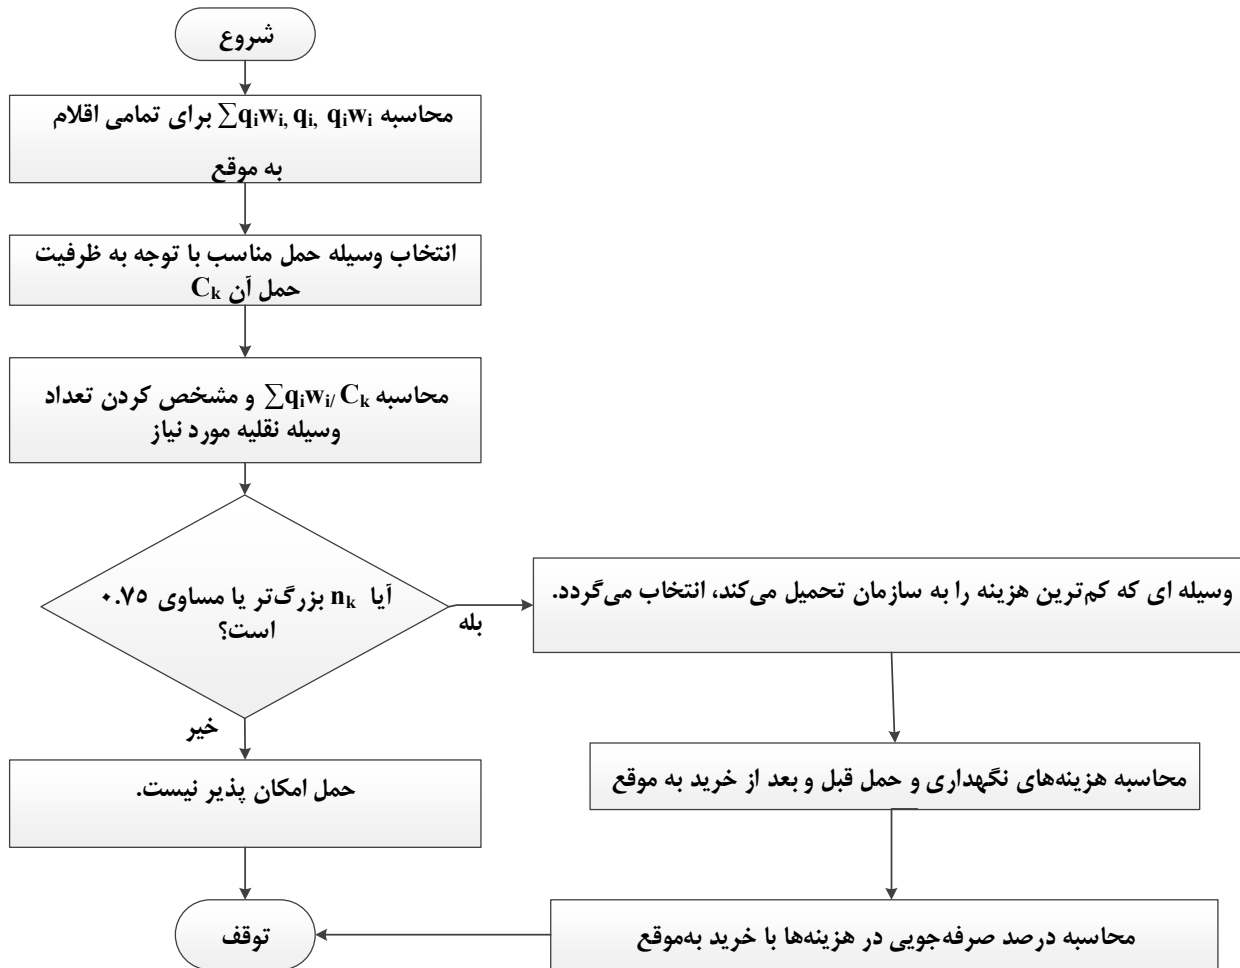 شروع
محاسبه ∑qᵢwᵢ, qᵢ, qᵢwᵢ برای تمامی اقلام
به موقع
انتخاب وسیله حمل مناسب با توجه به ظرفیت
حمل آن Cₖ
محاسبه ∑qᵢwᵢ/ Cₖ و مشخص کردن تعداد
وسیله نقلیه مورد نیاز
آیا nₖ بزرگ‌تر یا مساوی ۰.۷۵
است؟
بله
وسیله ای که کم‌ترین هزینه را به سازمان تحمیل می‌کند، انتخاب می‌گردد.
خیر
محاسبه هزینه‌های نگهداری و حمل قبل و بعد از خرید به موقع
حمل امکان پذیر نیست.
محاسبه درصد صرفه‌جویی در هزینه‌ها با خرید به‌موقع
توقف